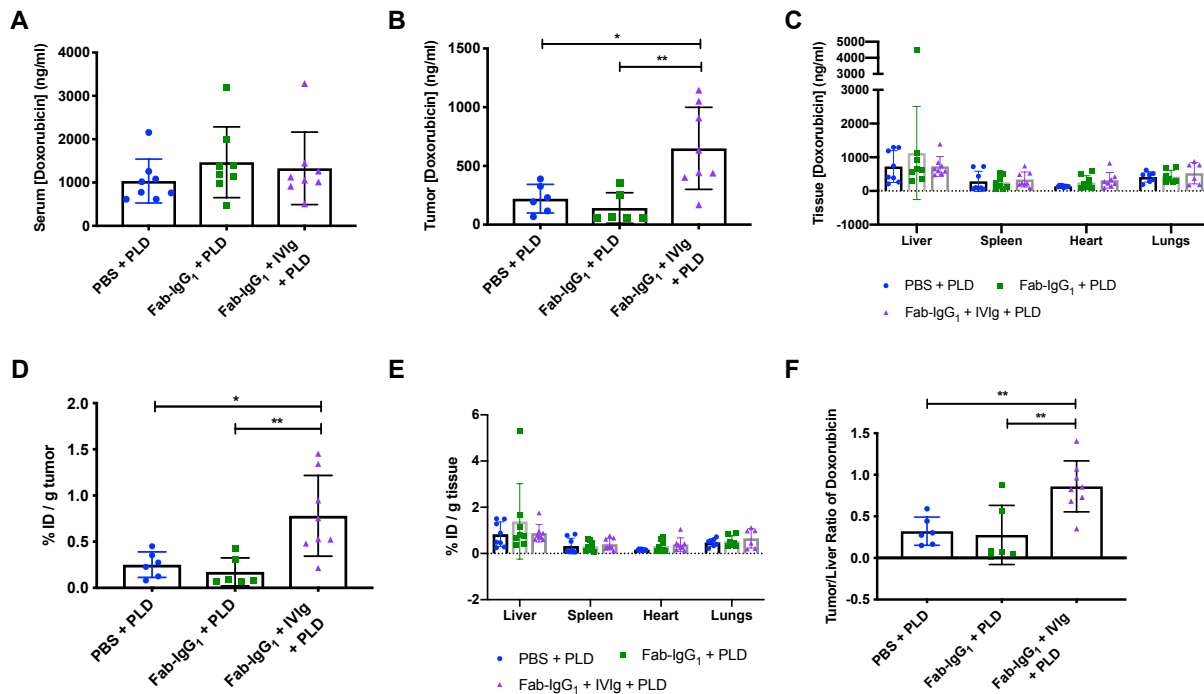 A
Serum [Doxorubicin] (ng/ml)
4000
3000
2000
1000
0
PBS + PLD
Fab-IgG₁ + PLD
Fab-IgG₁ + IVIg
+ PLD
B
Tumor [Doxorubicin] (ng/ml)
1500
1000
500
0
*
**
PBS + PLD
Fab-IgG₁ + PLD
Fab-IgG₁ + IVIg
+ PLD
C
Tissue [Doxorubicin] (ng/ml)
5000
4000
3000
2000
1000
0
-1000
Liver Spleen Heart Lungs
PBS + PLD Fab-IgG₁ + PLD
Fab-IgG₁ + IVIg + PLD
D
% ID / g tumor
2.0
1.5
1.0
0.5
0.0
*
**
PBS + PLD
Fab-IgG₁ + PLD
Fab-IgG₁ + IVIg
+ PLD
E
% ID / g tissue
6
4
2
0
-2
Liver Spleen Heart Lungs
PBS + PLD Fab-IgG₁ + PLD
Fab-IgG₁ + IVIg + PLD
F
Tumor/Liver Ratio of Doxorubicin
1.5
1.0
0.5
0.0
-0.5
**
**
PBS + PLD
Fab-IgG₁ + PLD
Fab-IgG₁ + IVIg
+ PLD